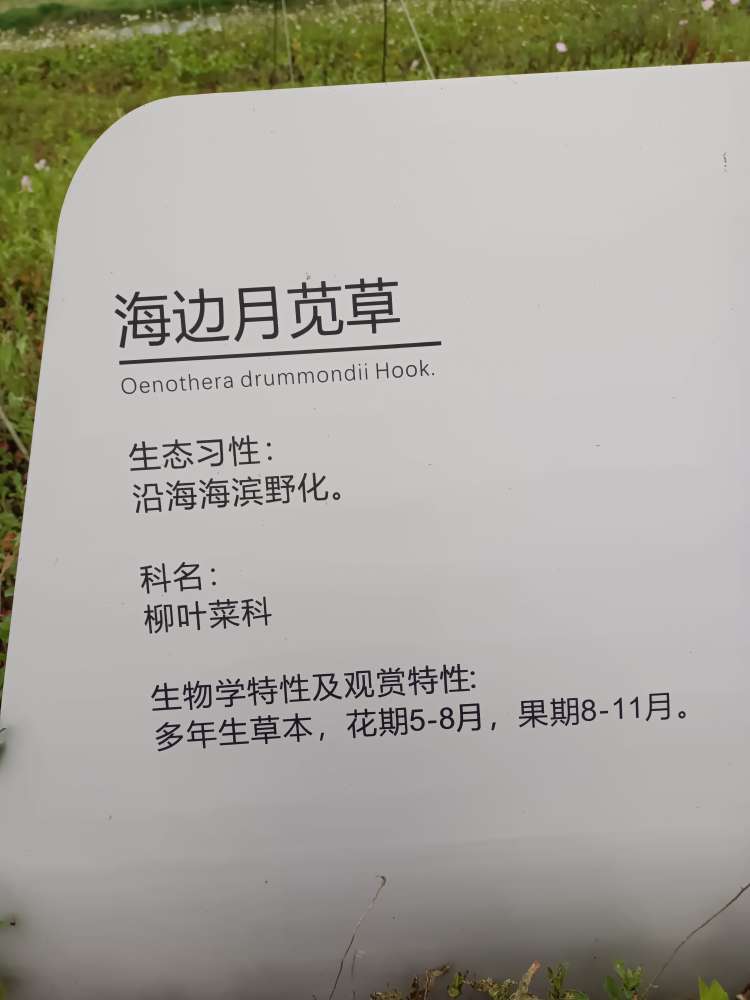 海边月苋草
Oenothera drummondii Hook.
生态习性：
沿海海滨野化。
科名：
柳叶菜科
生物学特性及观赏特性:
多年生草本，花期5-8月，果期8-11月。